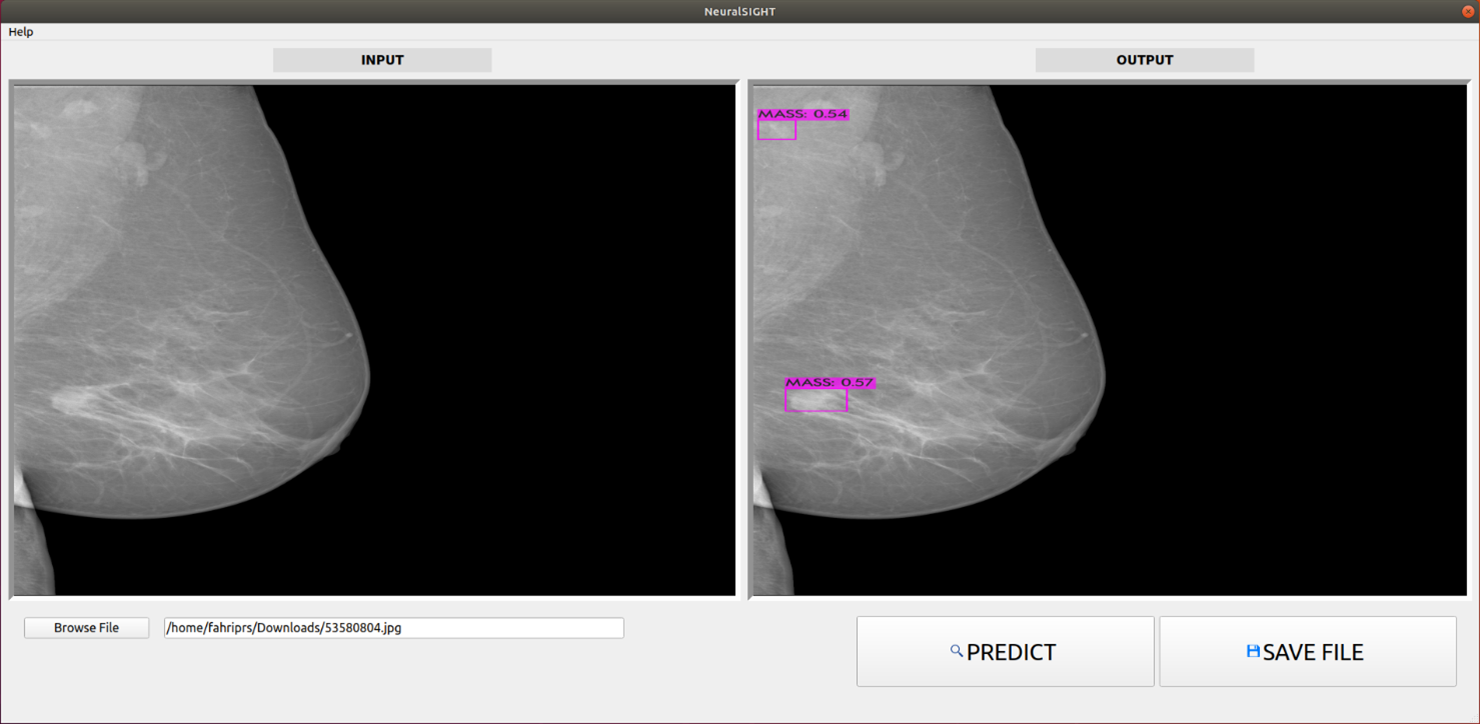 NeuralSIGHT
Help
INPUT
OUTPUT
MASS: 0.54
MASS: 0.57
Browse File
/home/fahriprs/Downloads/53580804.jpg
PREDICT
SAVE FILE